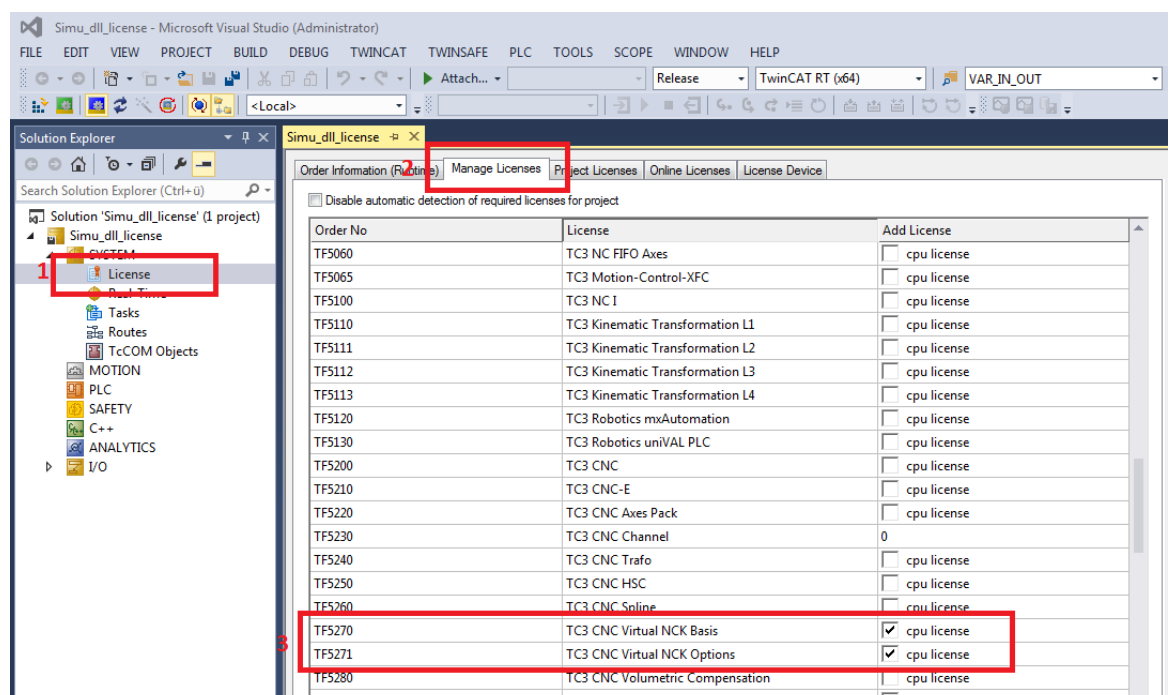 Simu_dll_license - Microsoft Visual Studio (Administrator)
FILE EDIT VIEW PROJECT BUILD DEBUG TWINCAT TWINSAFE PLC TOOLS SCOPE WINDOW HELP
Attach... Release TwinCAT RT (x64) VAR_IN_OUT
<Local>
Solution Explorer
Search Solution Explorer (Ctrl+ü)
Solution 'Simu_dll_license' (1 project)
Simu_dll_license
SYSTEM
1 License
Real-Time
Tasks
Routes
TcCOM Objects
MOTION
PLC
SAFETY
C++
ANALYTICS
I/O
Simu_dll_license
Order Information (Runtime) 2 Manage Licenses Project Licenses Online Licenses License Device
Disable automatic detection of required licenses for project
Order No License Add License
TF5060 TC3 NC FIFO Axes cpu license
TF5065 TC3 Motion-Control-XFC cpu license
TF5100 TC3 NC I cpu license
TF5110 TC3 Kinematic Transformation L1 cpu license
TF5111 TC3 Kinematic Transformation L2 cpu license
TF5112 TC3 Kinematic Transformation L3 cpu license
TF5113 TC3 Kinematic Transformation L4 cpu license
TF5120 TC3 Robotics mxAutomation cpu license
TF5130 TC3 Robotics uniVAL PLC cpu license
TF5200 TC3 CNC cpu license
TF5210 TC3 CNC-E cpu license
TF5220 TC3 CNC Axes Pack cpu license
TF5230 TC3 CNC Channel 0
TF5240 TC3 CNC Trafo cpu license
TF5250 TC3 CNC HSC cpu license
TF5260 TC3 CNC Spline cpu license
3 TF5270 TC3 CNC Virtual NCK Basis cpu license
TF5271 TC3 CNC Virtual NCK Options cpu license
TF5280 TC3 CNC Volumetric Compensation cpu license